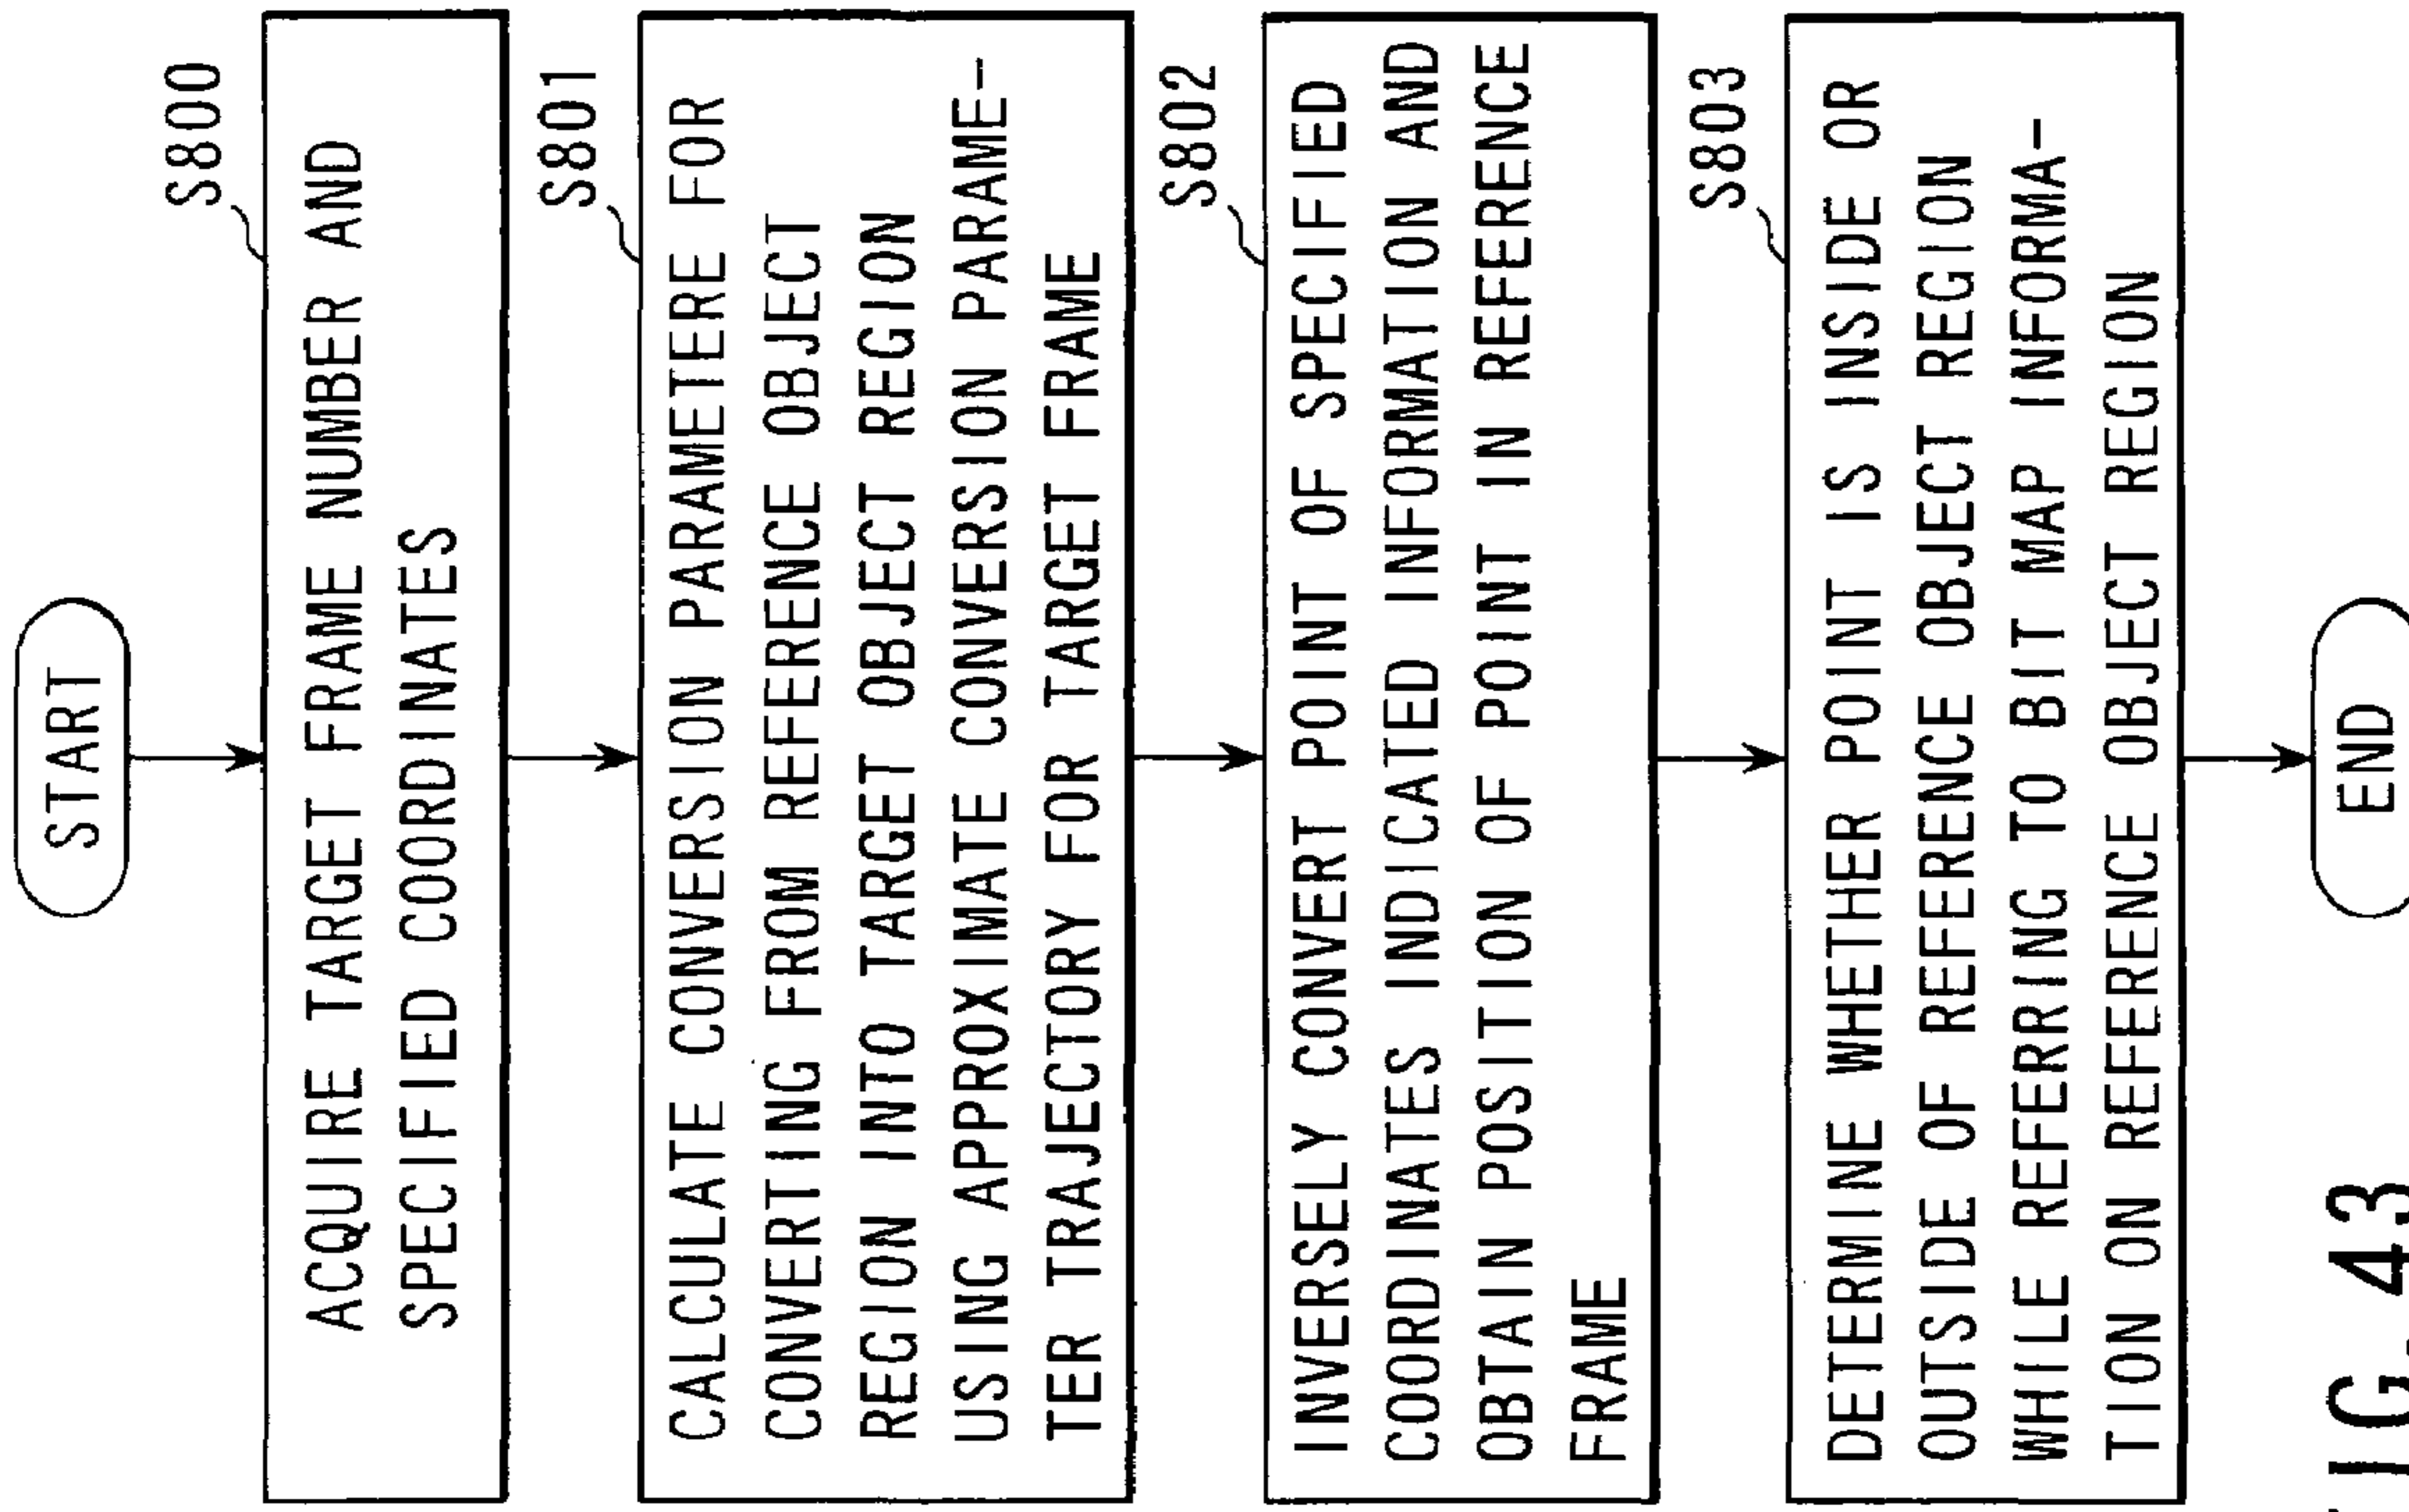 START
S800
ACQUIRE TARGET FRAME NUMBER AND
SPECIFIED COORDINATES
S801
CALCULATE CONVERSION PARAMETERE FOR
CONVERTING FROM REFERENCE OBJECT
REGION INTO TARGET OBJECT REGION
USING APPROXIMATE CONVERSION PARAME-
TER TRAJECTORY FOR TARGET FRAME
S802
INVERSELY CONVERT POINT OF SPECIFIED
COORDINATES INDICATED INFORMATION AND
OBTAIN POSITION OF POINT IN REFERENCE
FRAME
S803
DETERMINE WHETHER POINT IS INSIDE OR
OUTSIDE OF REFERENCE OBJECT REGION
WHILE REFERRING TO BIT MAP INFORMA-
TION ON REFERENCE OBJECT REGION
END
IG. 43